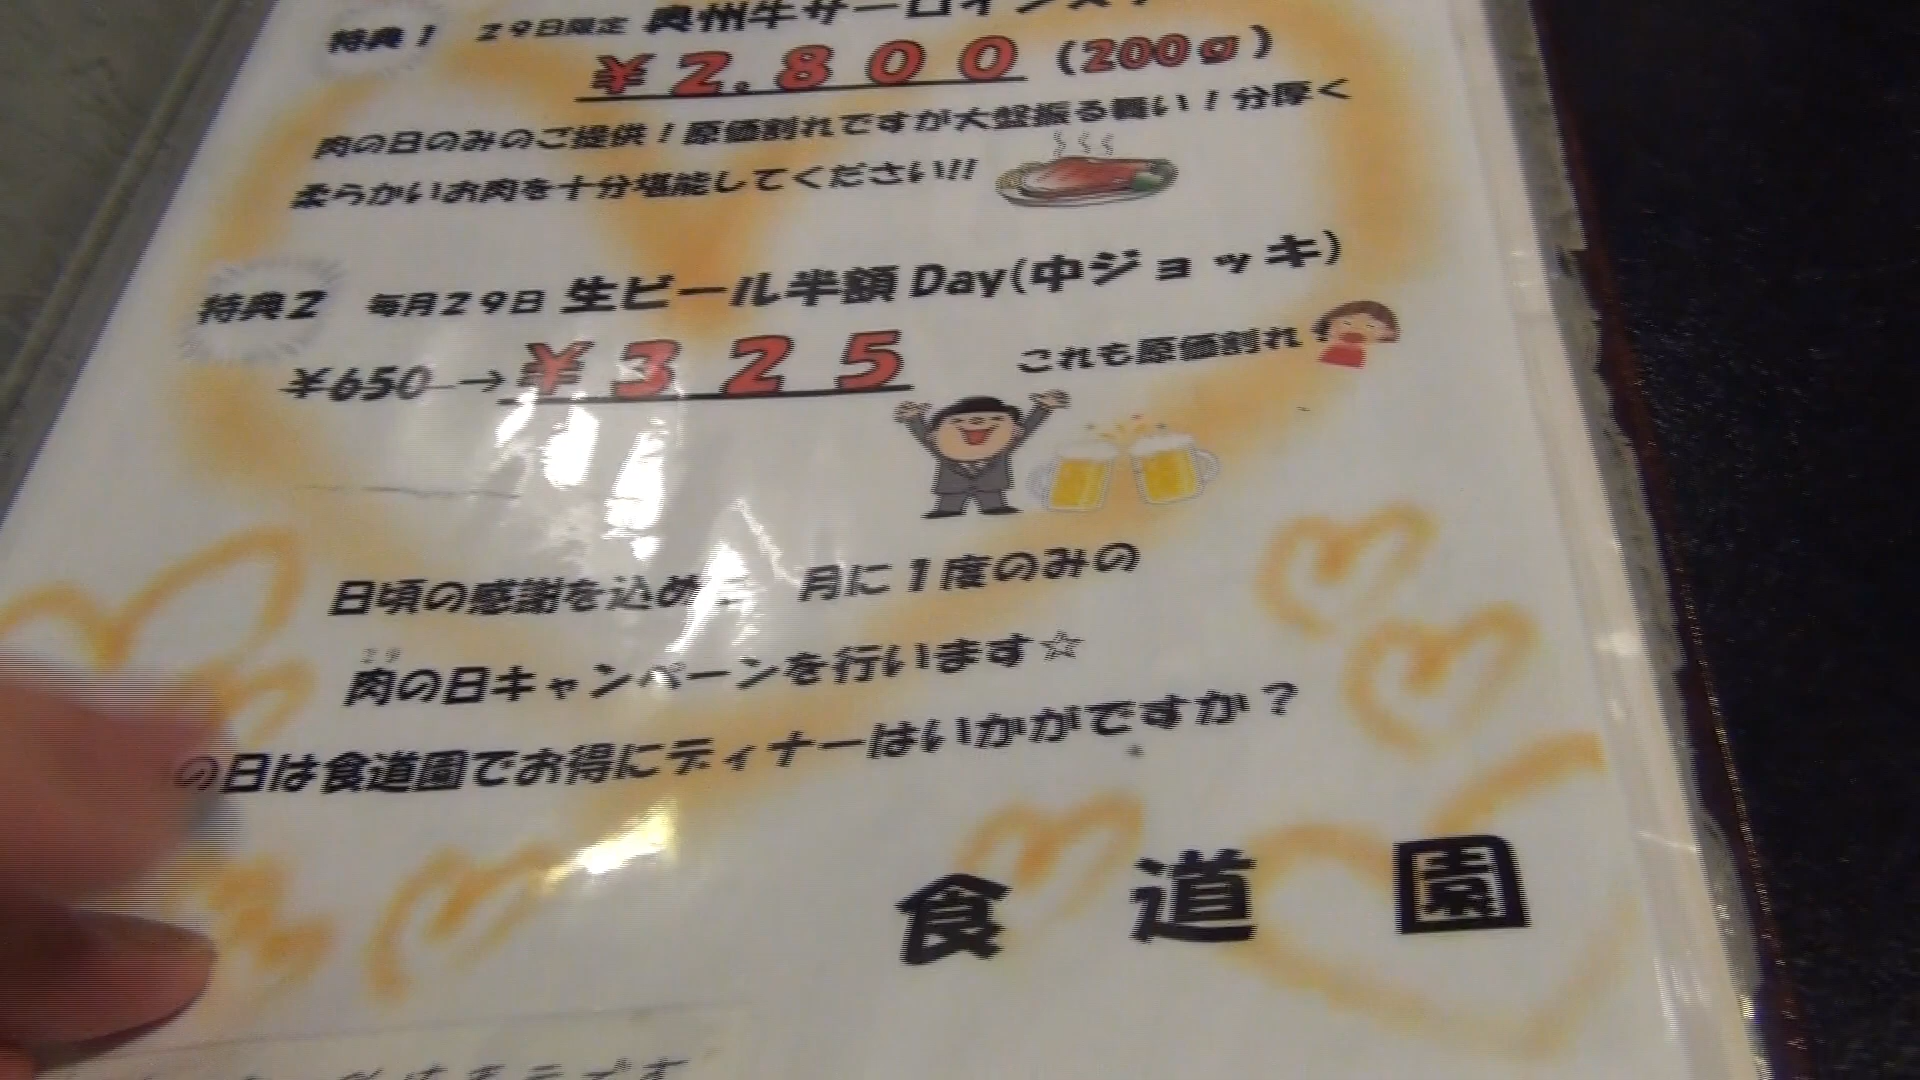 特典1 29日限定 奥州牛サーロインステ
¥2,800(200g)
肉の日のみのご提供!原価割れですが大盤振る舞い!分厚く
柔らかいお肉を十分堪能してください!!
特典2 毎月29日 生ビール半額Day(中ジョッキ)
¥650→¥325 これも原価割れ!
日頃の感謝を込め 月に1度のみの
29
肉の日キャンペーンを行います☆
の日は食道園でお得にディナーはいかがですか?
食道園